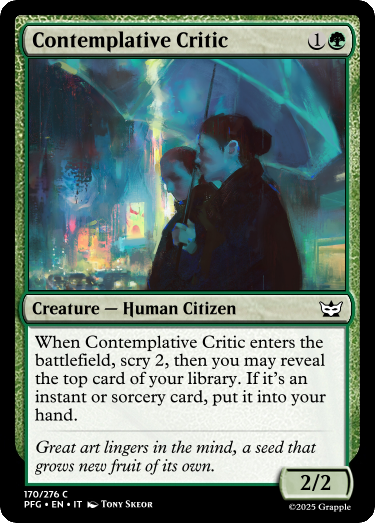 Contemplative Critic 1
Creature — Human Citizen
When Contemplative Critic enters the
battlefield, scry 2, then you may reveal
the top card of your library. If it's an
instant or sorcery card, put it into your
hand.
Great art lingers in the mind, a seed that
grows new fruit of its own.
2/2
170/276 C
PFG • EN • IT Tony Skeor
©2025 Grapple